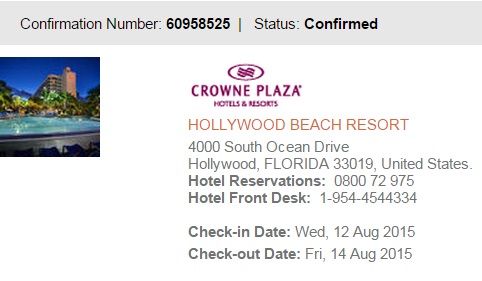 Confirmation Number: 60958525 | Status: Confirmed
CROWNE PLAZA
HOTELS & RESORTS
HOLLYWOOD BEACH RESORT
4000 South Ocean Drive
Hollywood, FLORIDA 33019, United States.
Hotel Reservations: 0800 72 975
Hotel Front Desk: 1-954-4544334
Check-in Date: Wed, 12 Aug 2015
Check-out Date: Fri, 14 Aug 2015